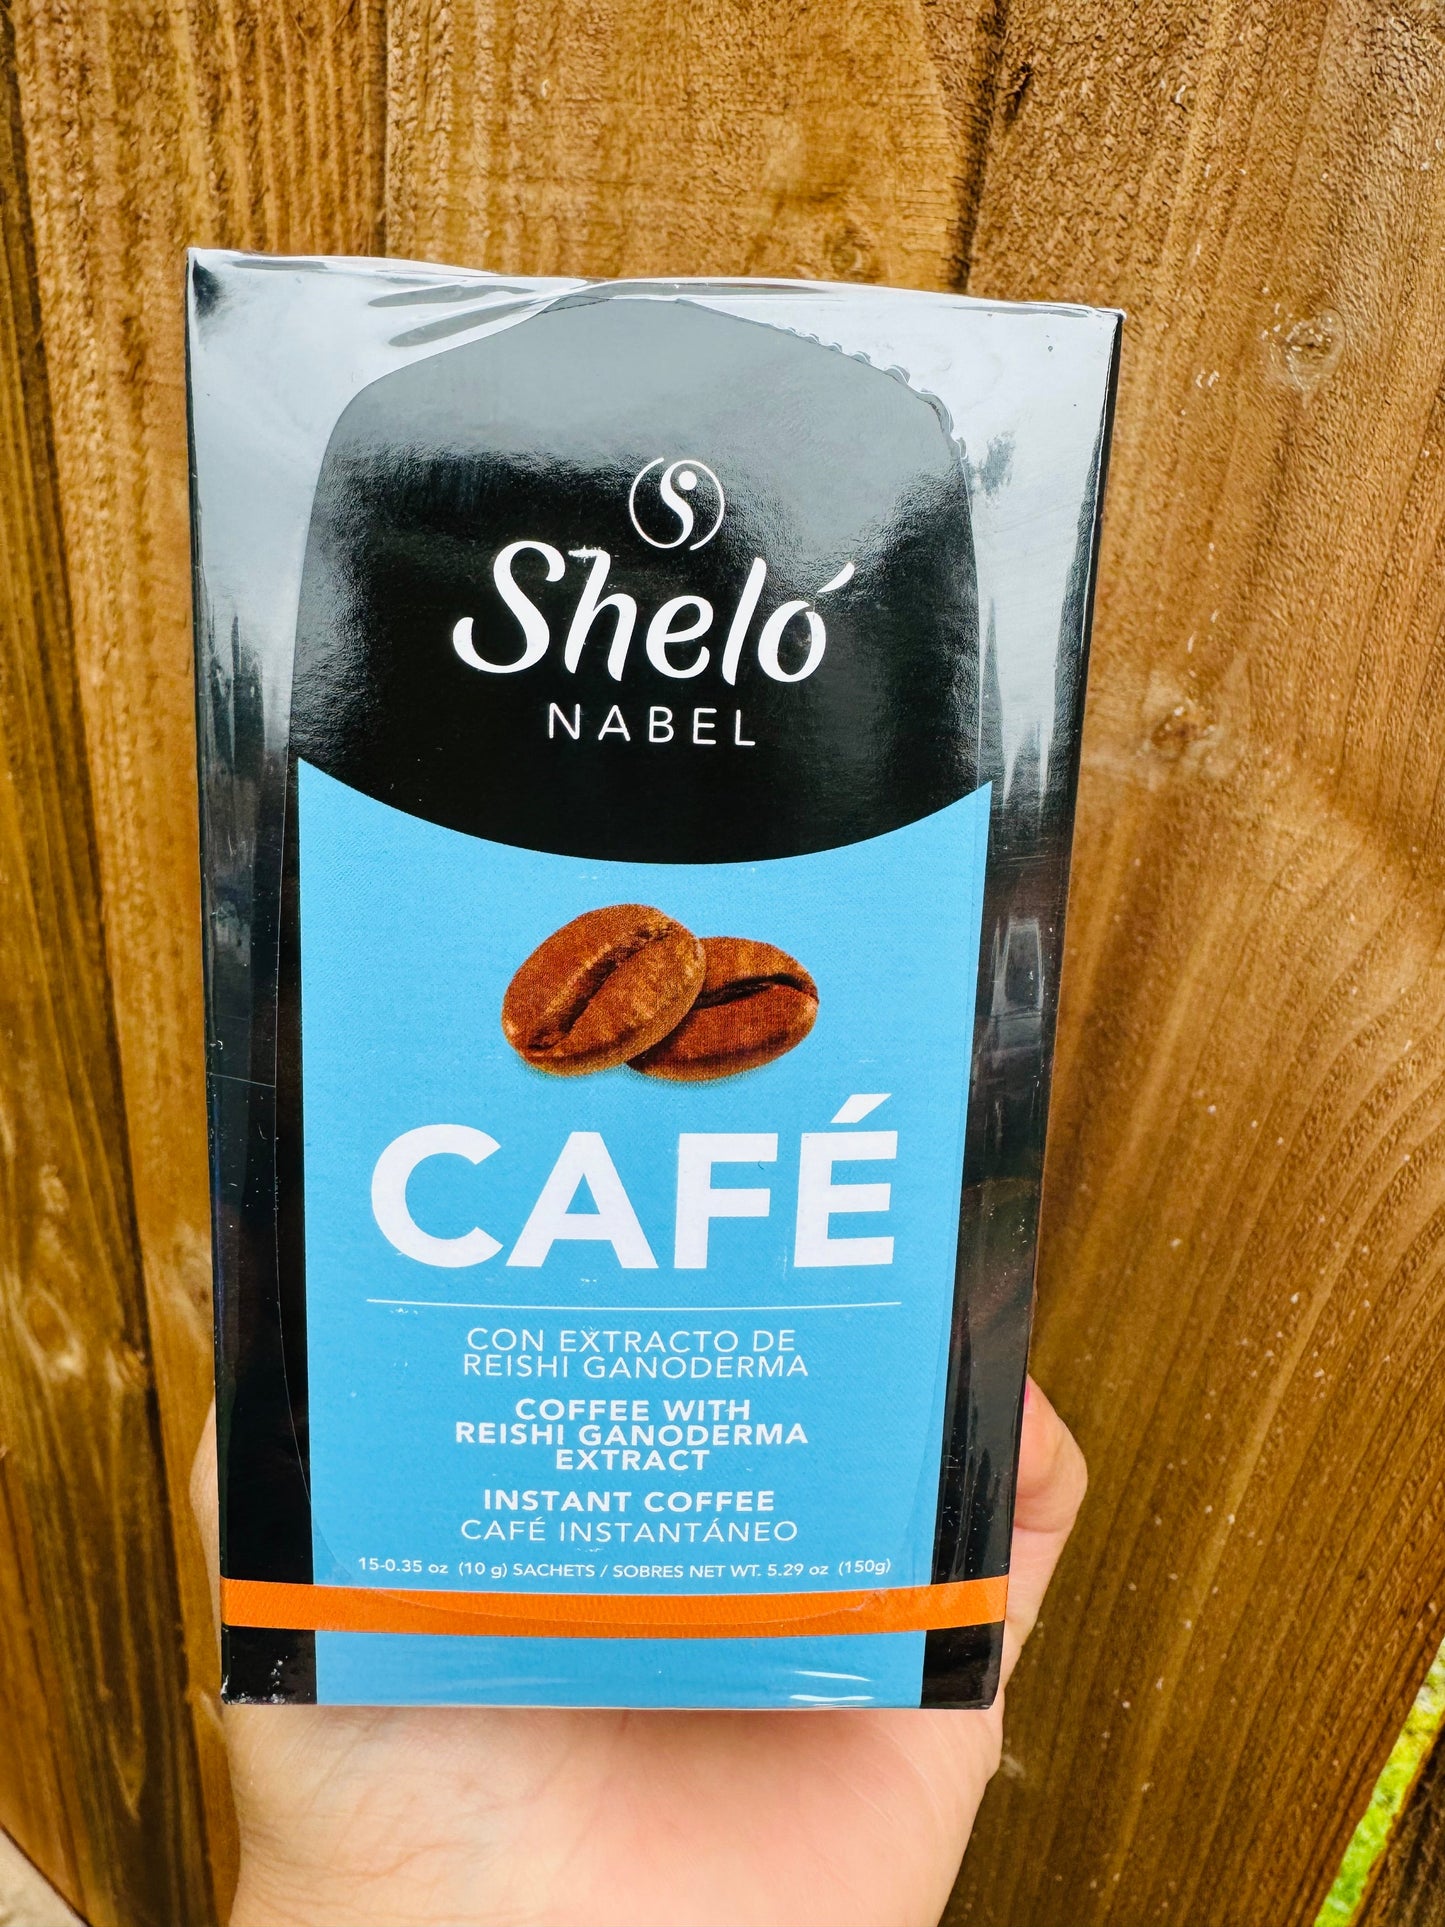 Sheló
NABEL
CAFÉ
CON EXTRACTO DE
REISHI GANODERMA
COFFEE WITH
REISHI GANODERMA
EXTRACT
INSTANT COFFEE
CAFÉ INSTANTÁNEO
15-0.35 oz (10 g) SACHETS / SOBRES NET WT. 5.29 oz (150g)